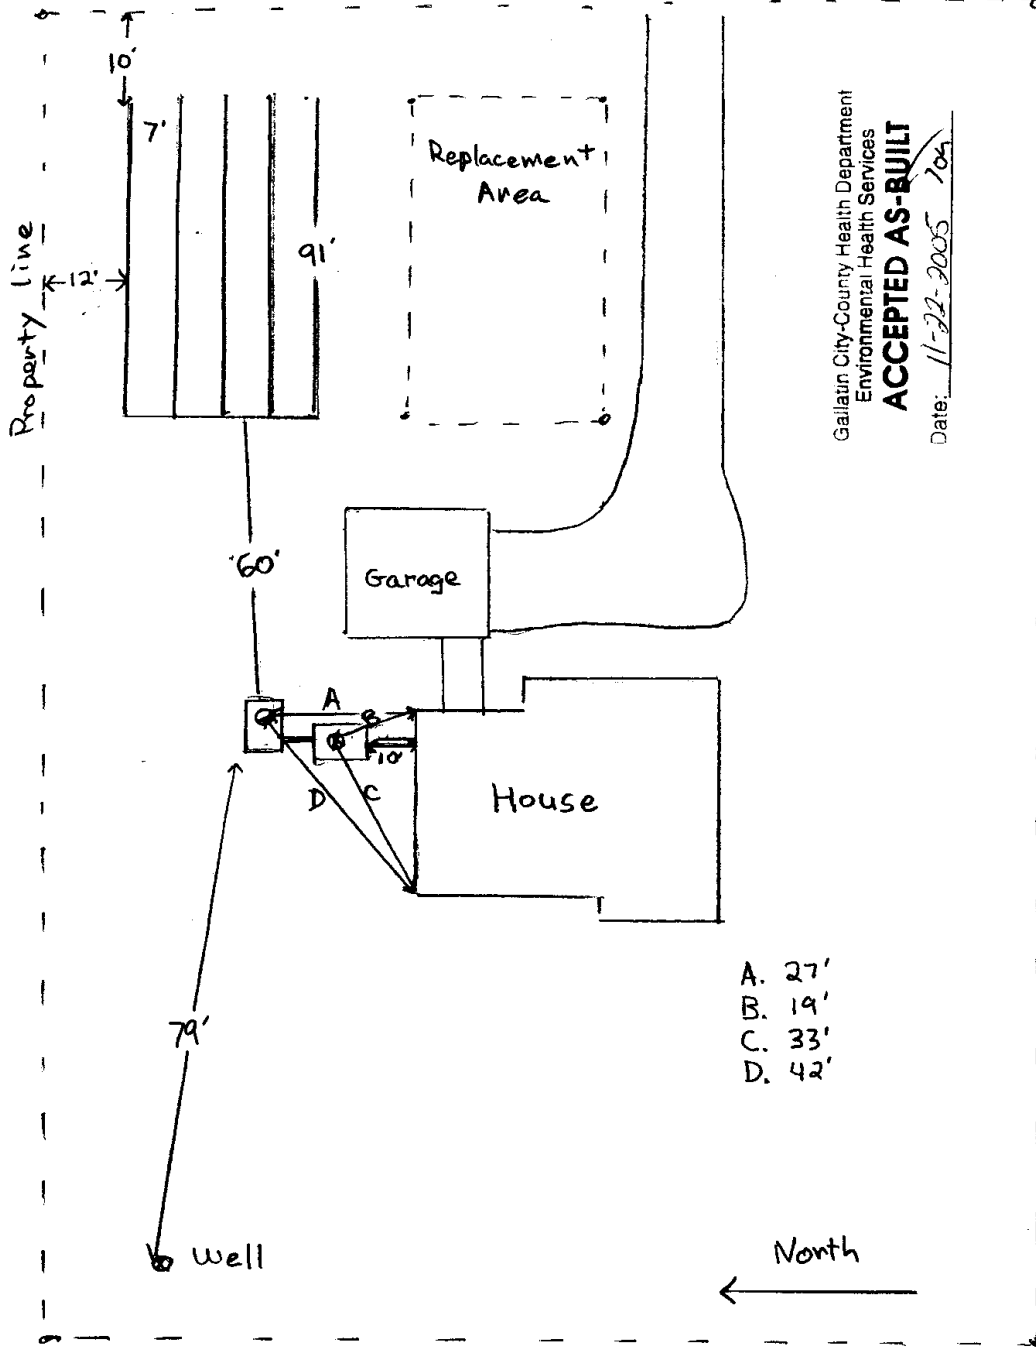 10'
7'
Replacement
Area
91'
Property line
12'
60'
Garage
A
B
10'
D
C
House
79'
A. 27'
B. 19'
C. 33'
D. 42'
Well
North
Gallatin City-County Health Department
Environmental Health Services
ACCEPTED AS-BUILT
Date: 11-22-2005